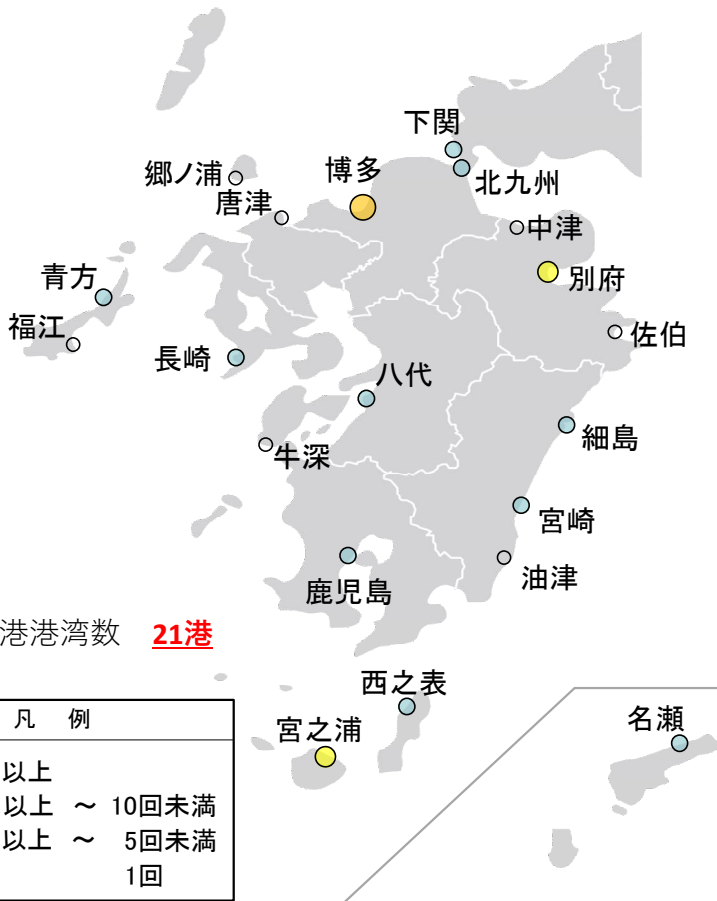 下関
博多
北九州
郷ノ浦
唐津
中津
青方
別府
福江
佐伯
長崎
八代
細島
牛深
宮崎
油津
鹿児島
港港湾数 21港
西之表
宮之浦
名瀬
凡 例
以上
以上 ～ 10回未満
以上 ～ 5回未満
1回